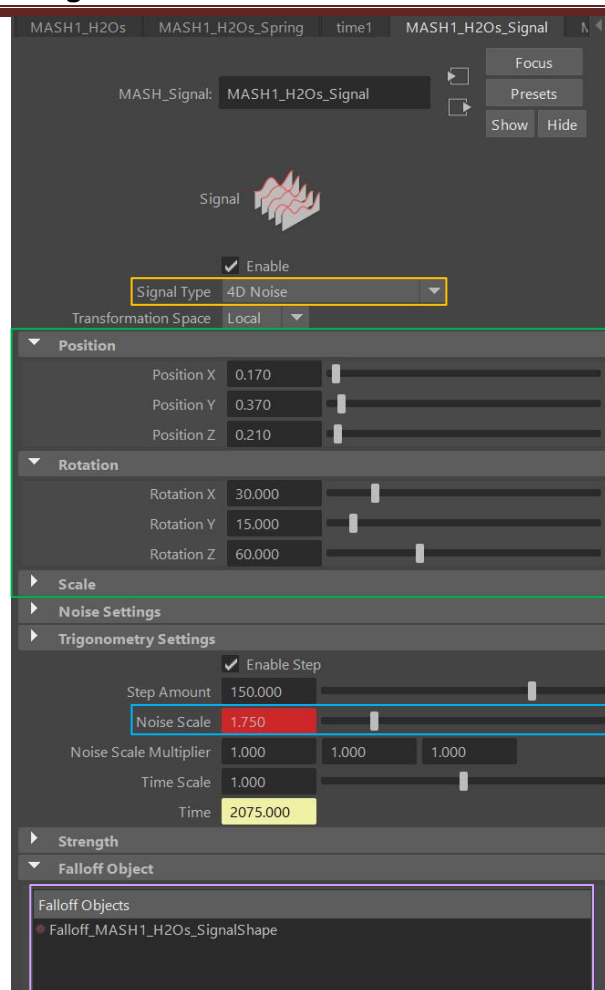 MASH1_H2Os MASH1_H2Os_Spring time1 MASH1_H2Os_Signal
Focus
MASH_Signal: MASH1_H2Os_Signal Presets
Show Hide
Signal
Enable
Signal Type 4D Noise
Transformation Space Local
Position
Position X 0.170
Position Y 0.370
Position Z 0.210
Rotation
Rotation X 30.000
Rotation Y 15.000
Rotation Z 60.000
Scale
Noise Settings
Trigonometry Settings
Enable Step
Step Amount 150.000
Noise Scale 1.750
Noise Scale Multiplier 1.000 1.000 1.000
Time Scale 1.000
Time 2075.000
Strength
Falloff Object
Falloff Objects
Falloff_MASH1_H2Os_SignalShape